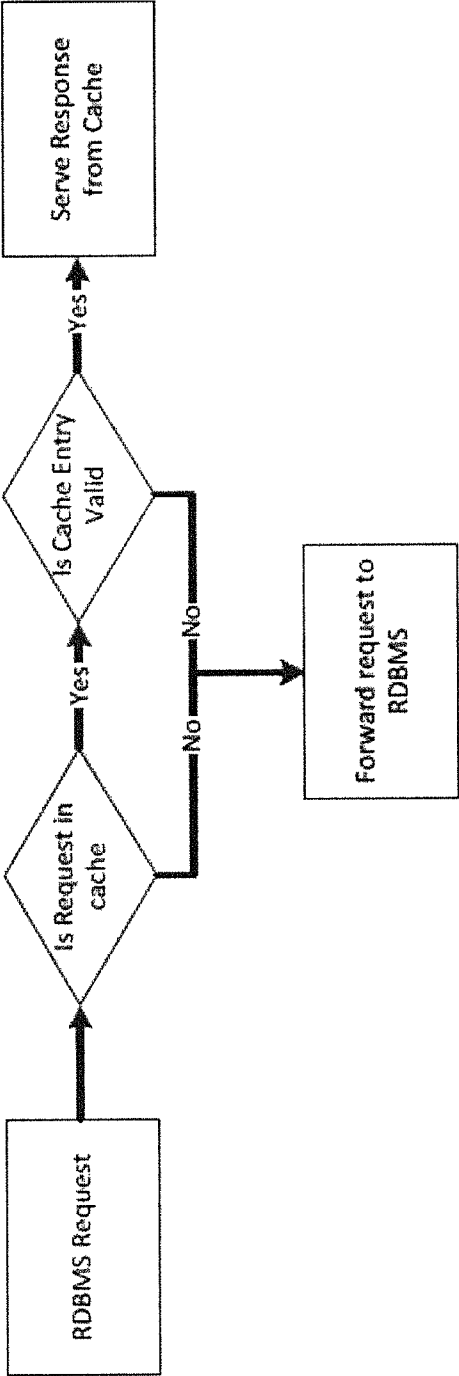 RDBMS Request
Is Request in
cache
Yes
Is Cache Entry
Valid
Yes
Serve Response
from Cache
No
No
Forward request to
RDBMS